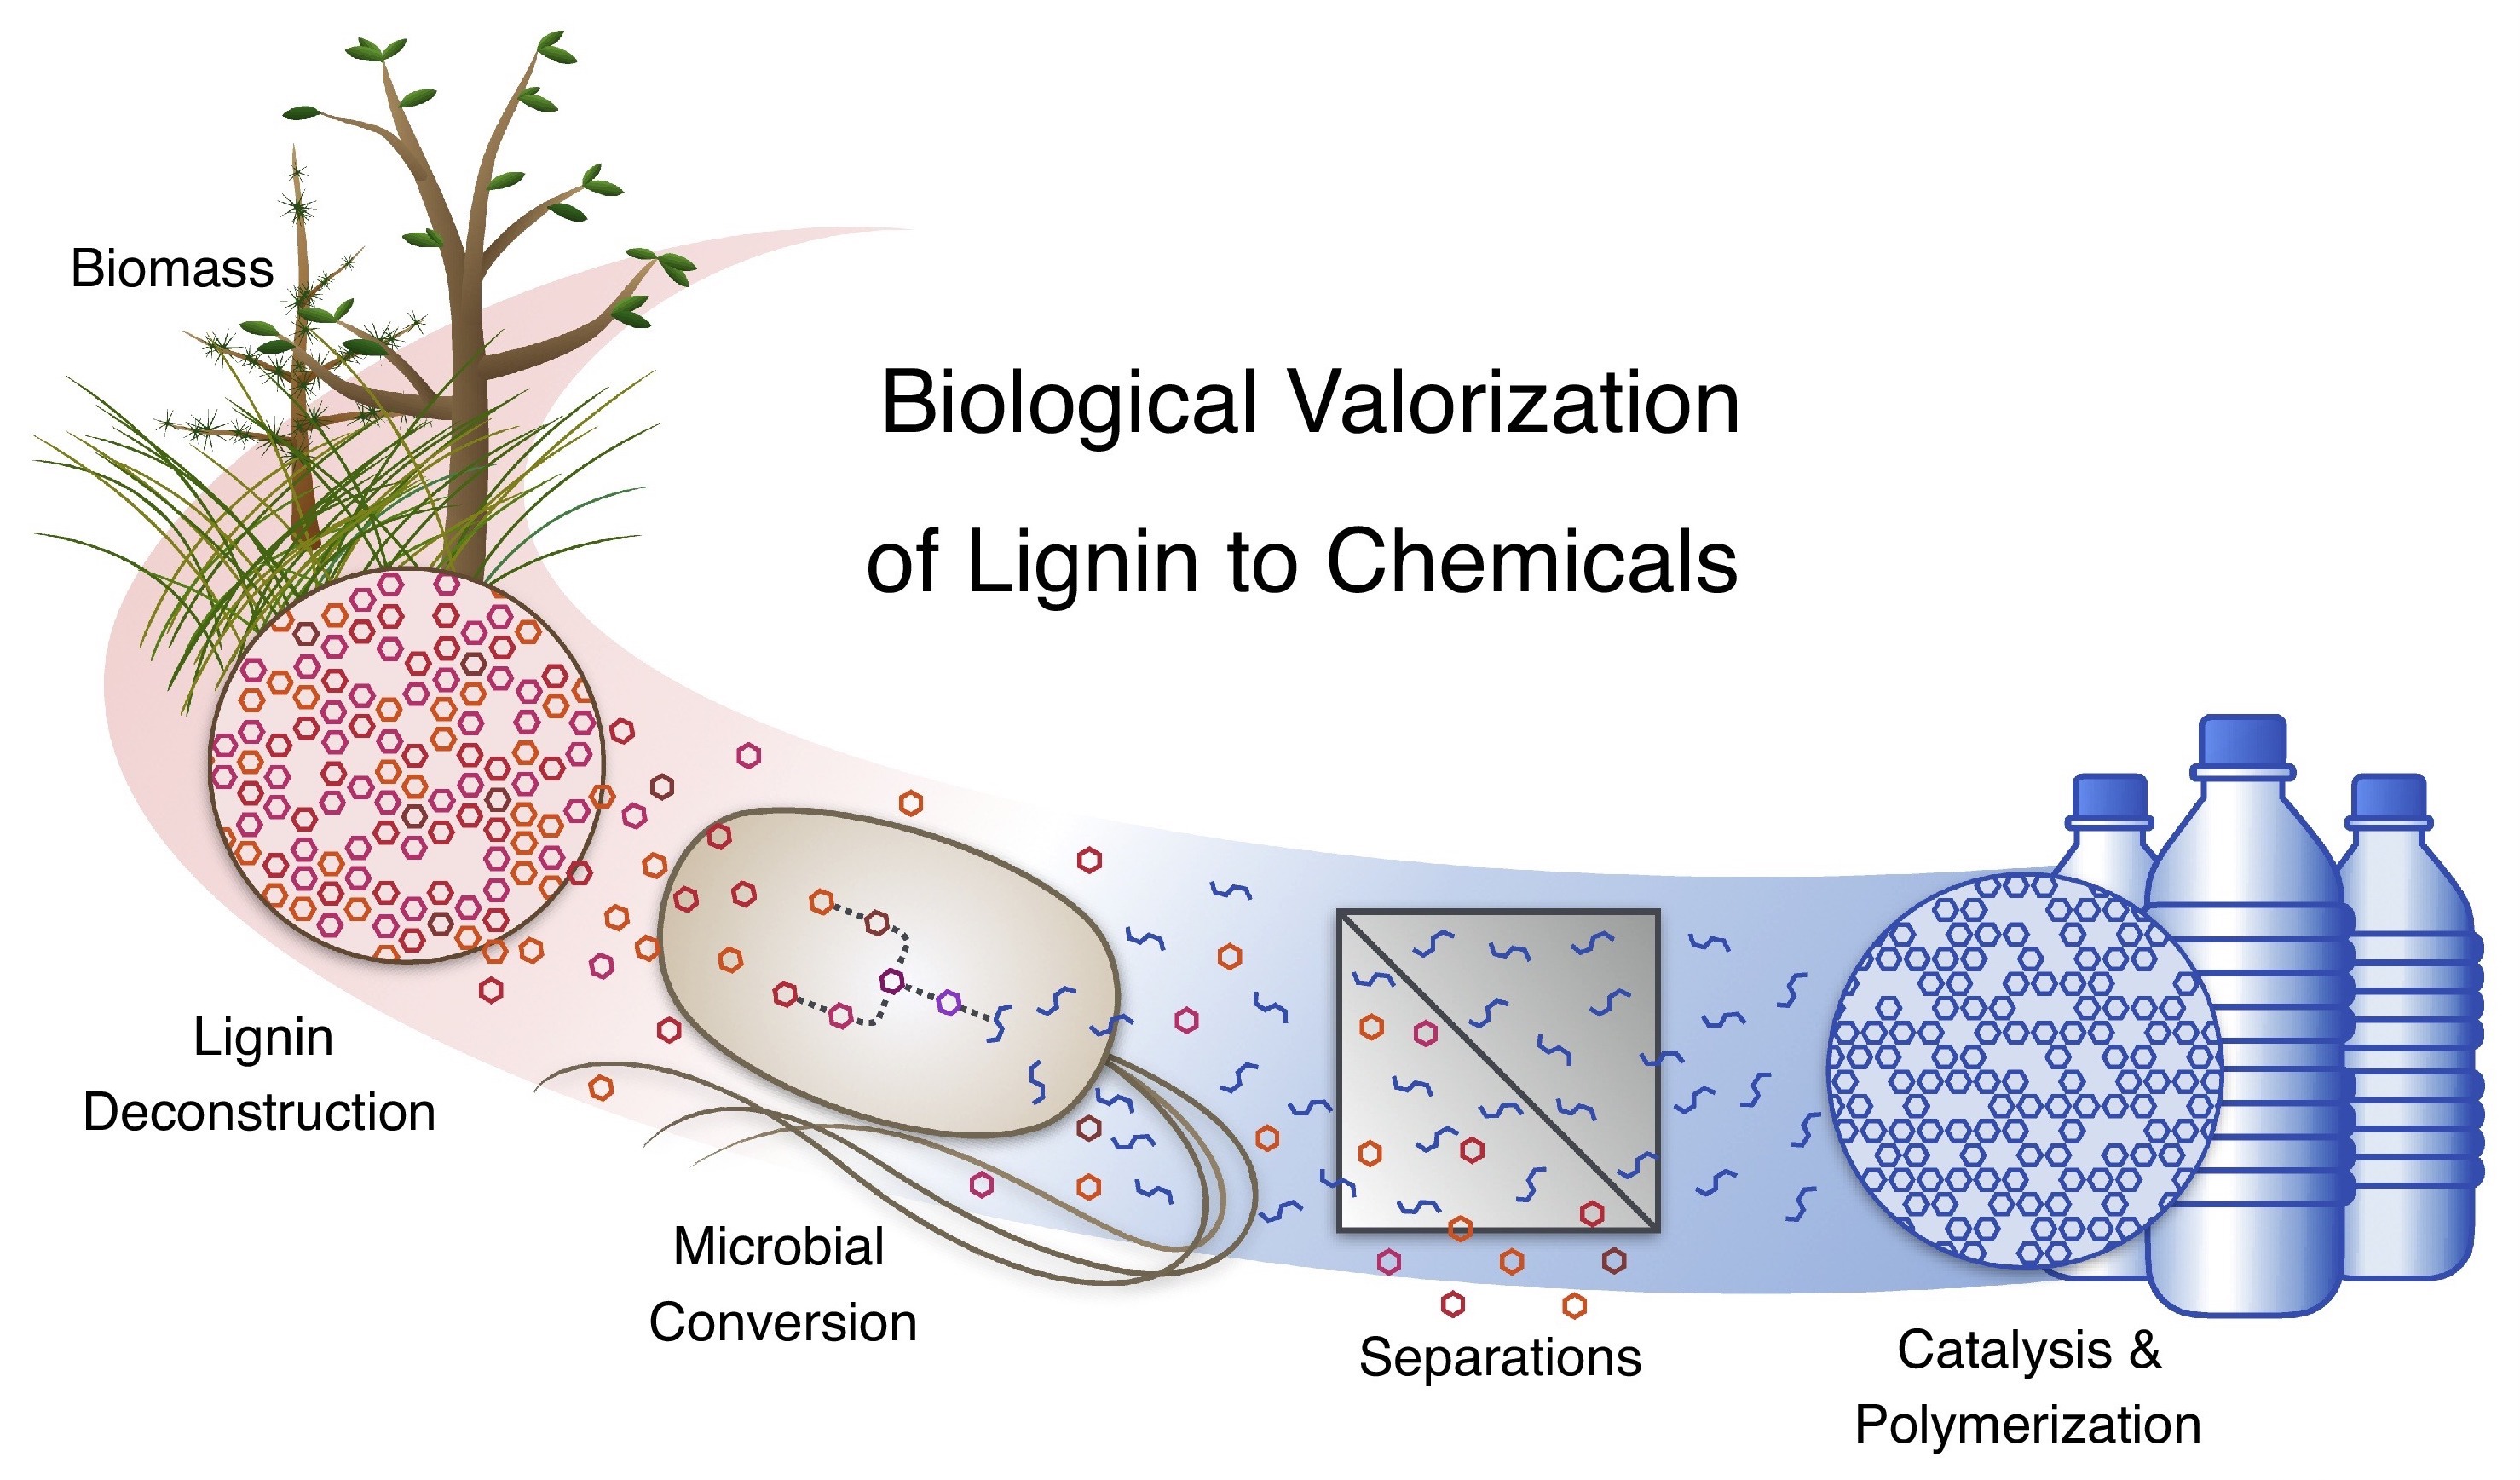 Biomass
Biological Valorization
of Lignin to Chemicals
Lignin
Deconstruction
Microbial
Conversion
Separations
Catalysis &
Polymerization